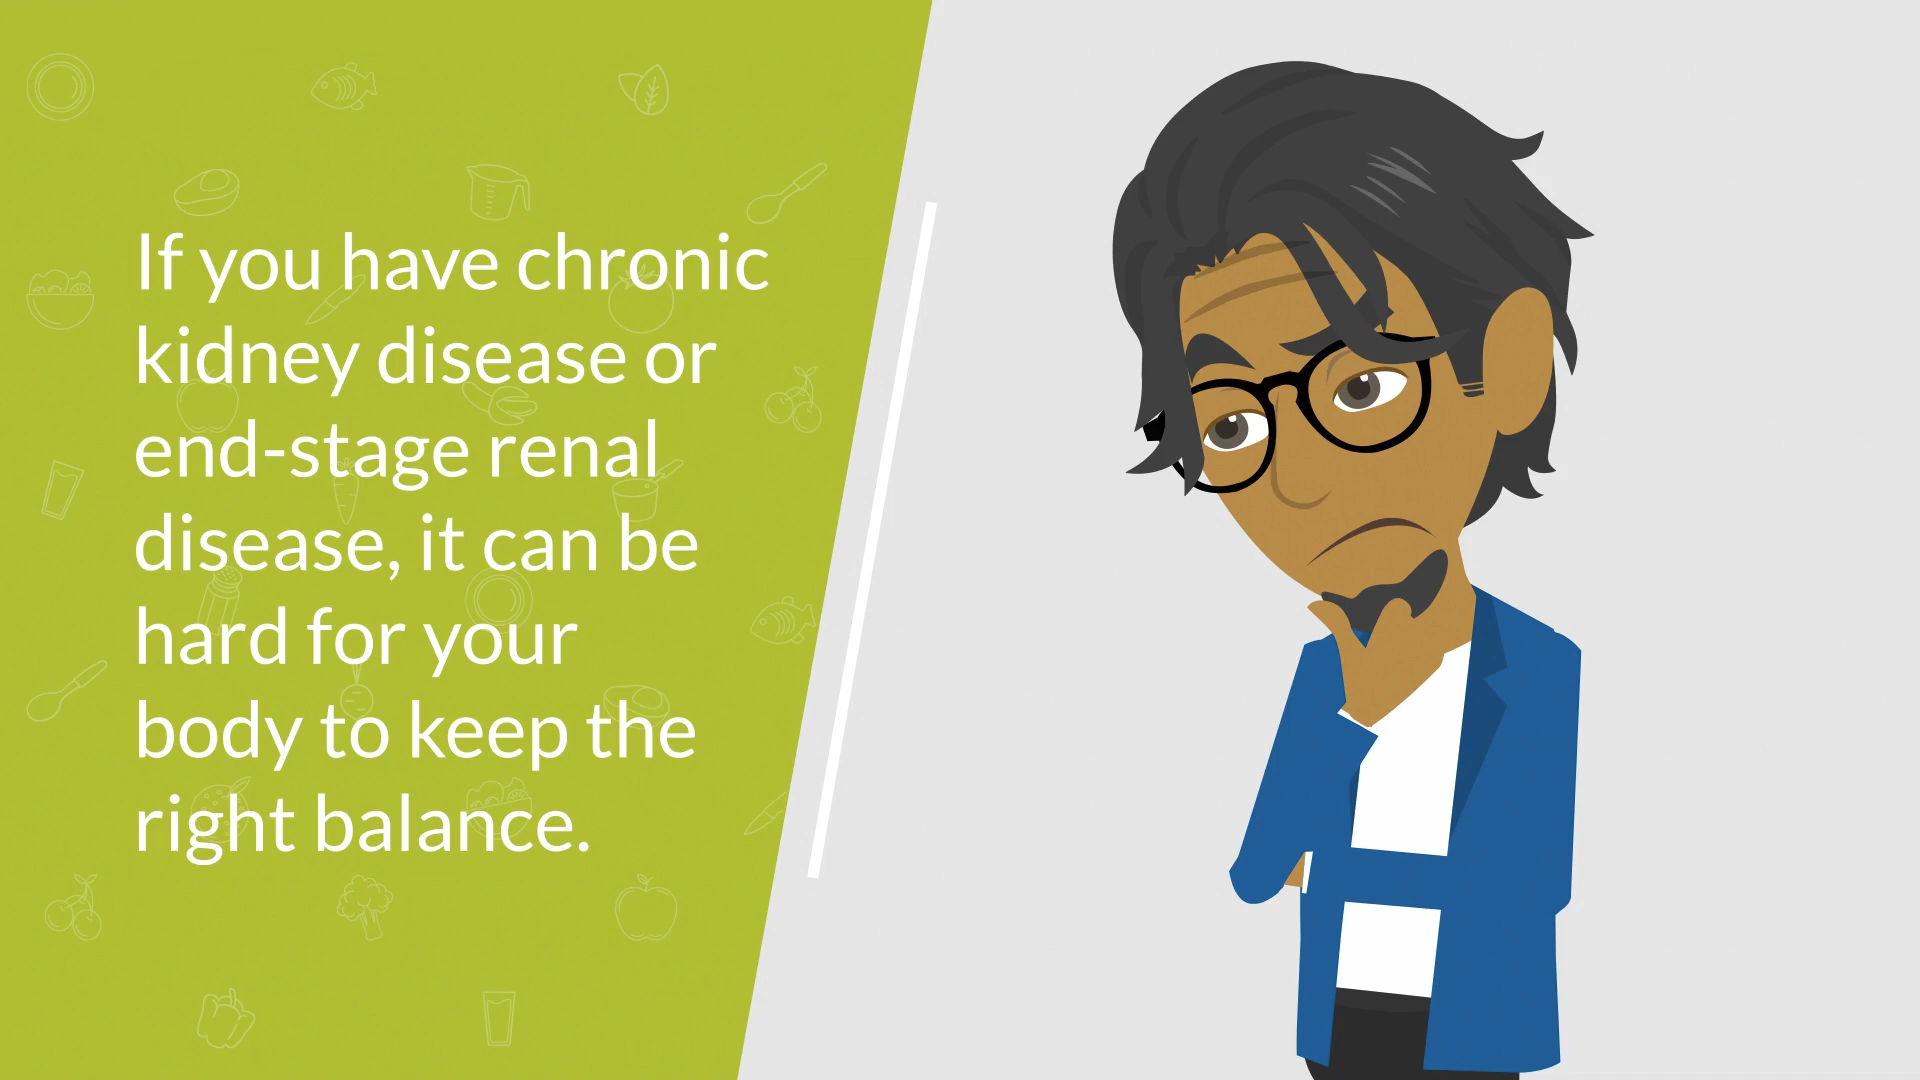 If you have chronic
kidney disease or
end-stage renal
disease, it can be
hard for your
body to keep the
right balance.